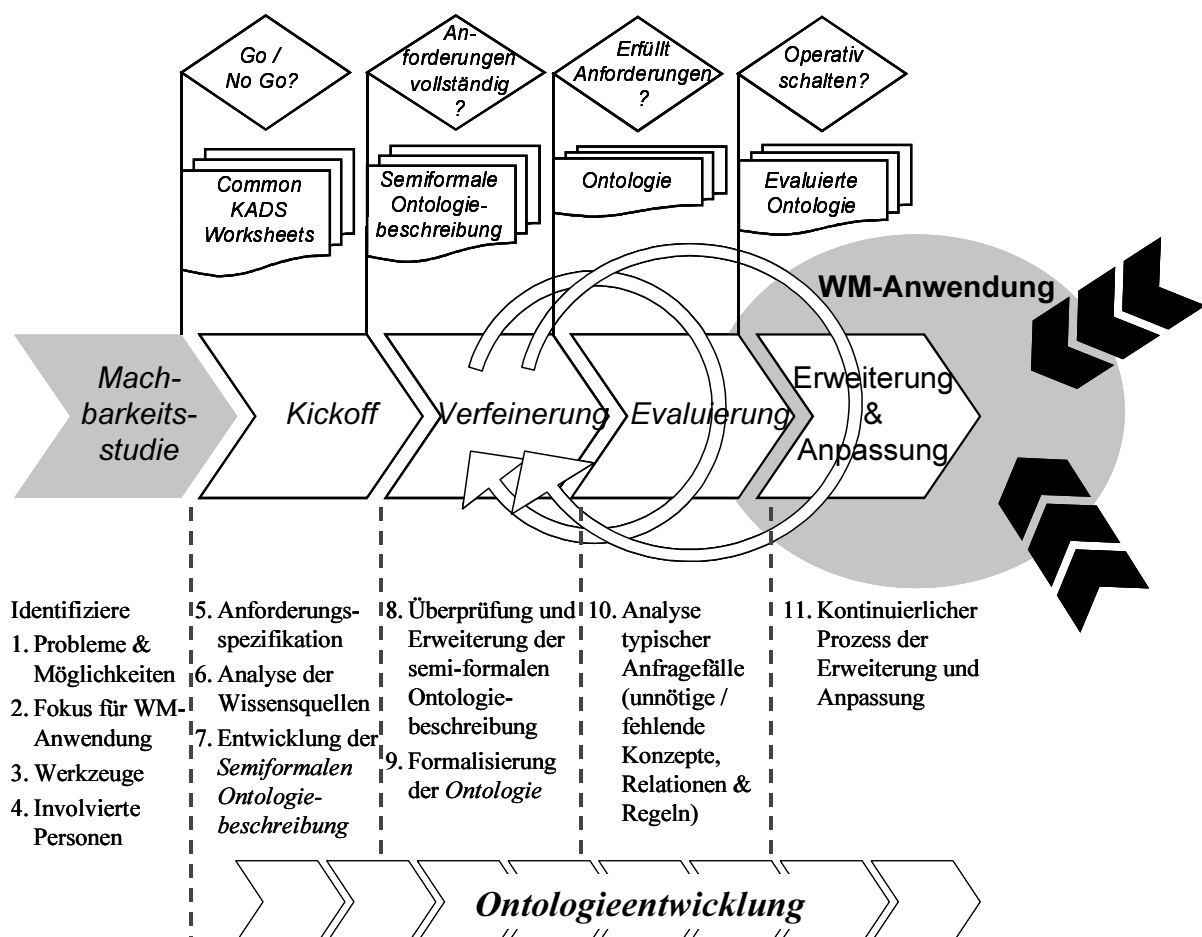 Go /
No Go?
An-
forderungen
vollständig
?
Erfüllt
Anforderungen
?
Operativ
schalten?
Common
KADS
Worksheets
Semiformale
Ontologie-
beschreibung
Ontologie
Evaluierte
Ontologie
WM-Anwendung
Mach-
barkeits-
studie
Kickoff
Verfeinerung
Evaluierung
Erweiterung
&
Anpassung
Identifiziere
1. Probleme &
Möglichkeiten
2. Fokus für WM-
Anwendung
3. Werkzeuge
4. Involvierte
Personen
5. Anforderungs-
spezifikation
6. Analyse der
Wissensquellen
7. Entwicklung der
Semiformalen
Ontologie-
beschreibung
8. Überprüfung und
Erweiterung der
semi-formalen
Ontologie-
beschreibung
9. Formalisierung
der Ontologie
10. Analyse
typischer
Anfragefälle
(unnötige /
fehlende
Konzepte,
Relationen &
Regeln)
11. Kontinuierlicher
Prozess der
Erweiterung und
Anpassung
Ontologieentwicklung